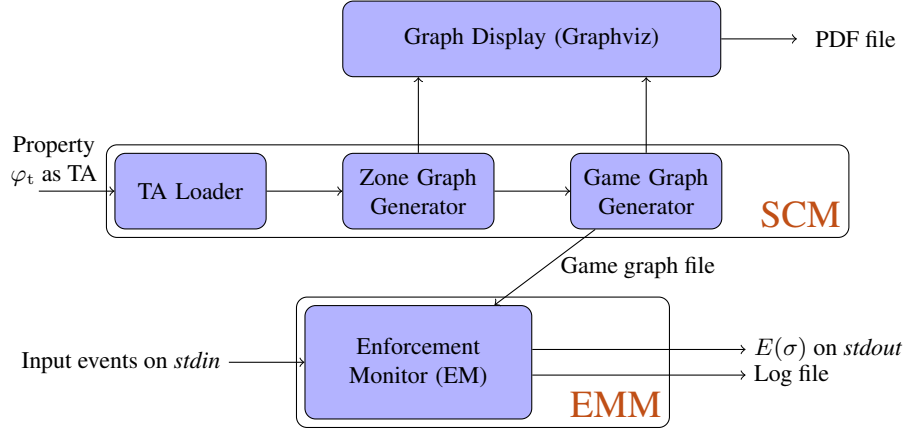 Graph Display (Graphviz)
PDF file
Property
φt as TA
TA Loader
Zone Graph
Generator
Game Graph
Generator
SCM
Game graph file
Input events on stdin
Enforcement
Monitor (EM)
E(σ) on stdout
Log file
EMM